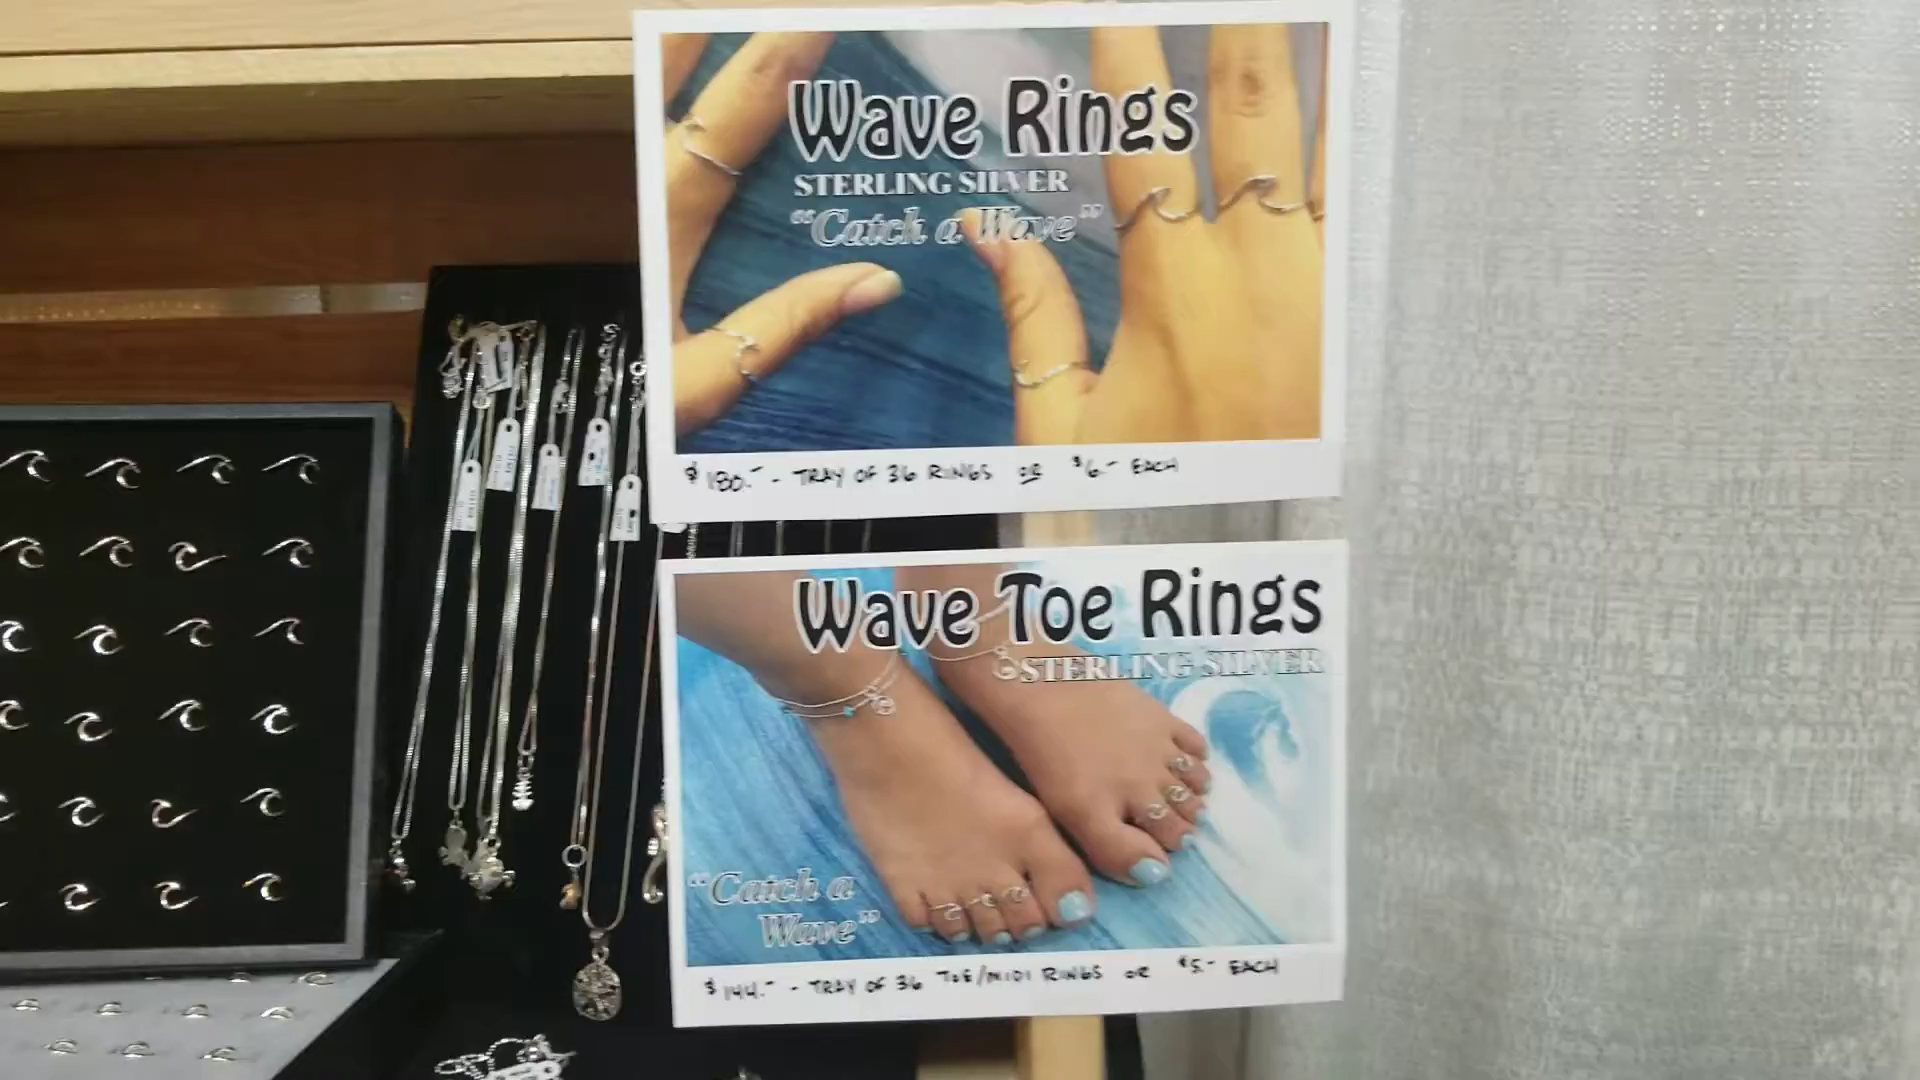 Wave Rings
STERLING SILVER
"Catch a Wave"
$180.- - TRAY OF 36 RINGS OR $6.- EACH
Wave Toe Rings
STERLING SILVER
"Catch a
Wave"
$144.- - TRAY OF 36 TOE/MIDI RINGS OR $5.- EACH